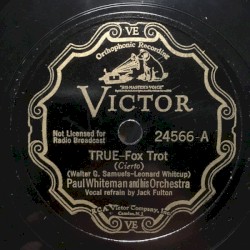 VE
Orthophonic Recording
"HIS MASTER'S VOICE"
VICTOR
Not Licensed for
Radio Broadcast
24566-A
TRUE-Fox Trot
(Cierto)
(Walter G. Samuels-Leonard Whitcup)
Paul Whiteman and his Orchestra
Vocal refrain by Jack Fulton
Victor Company, Inc.
Camden, N.J.
VE